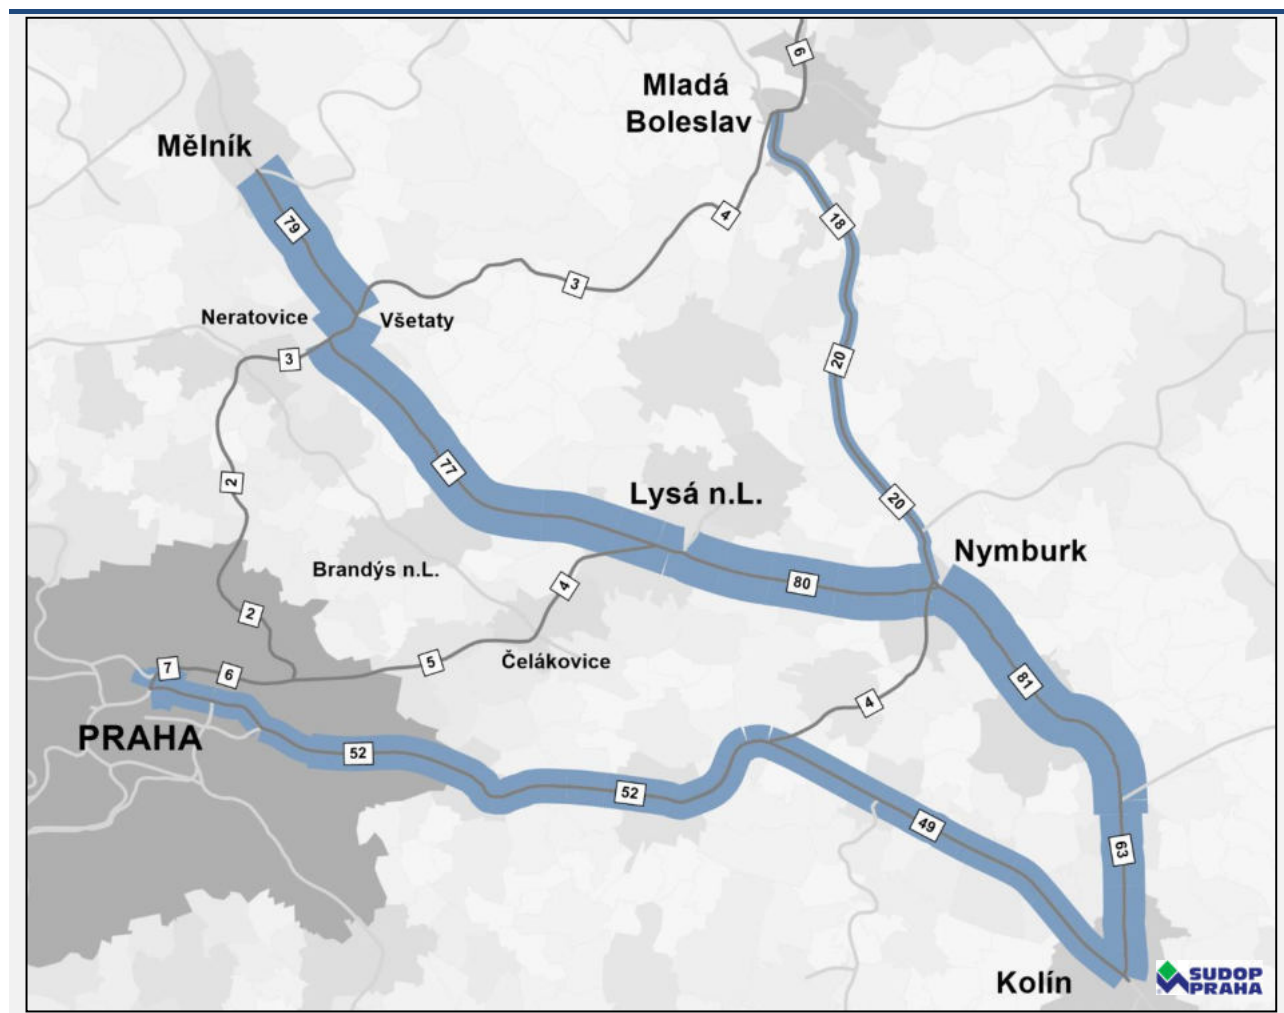 6
Mladá
Boleslav
Mělník
4
18
79
3
Neratovice
Všetaty
3
20
77
2
Lysá n.L.
20
Nymburk
Brandýs n.L.
4
80
2
Čelákovice
5
7
6
81
4
PRAHA
52
52
49
63
Kolín
SUDOP
PRAHA